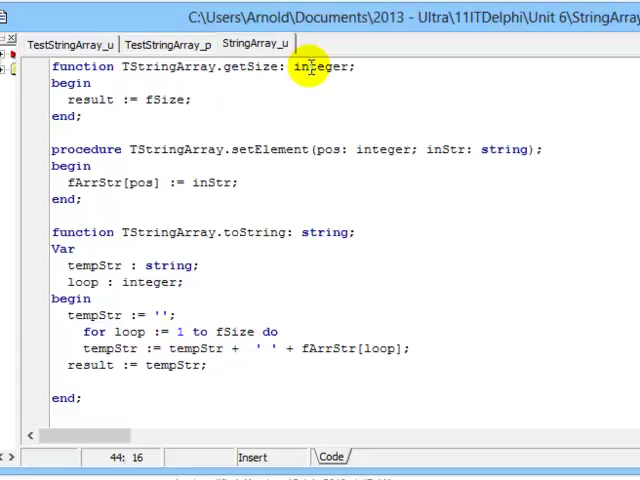 C:\Users\Arnold\Documents\2013 - Ultra\11ITDelphi\Unit 6\StringArray
TestStringArray_u TestStringArray_p StringArray_u
function TStringArray.getSize: integer;
begin
result := fSize;
end;
procedure TStringArray.setElement(pos: integer; inStr: string);
begin
fArrStr[pos] := inStr;
end;
function TStringArray.toString: string;
Var
tempStr : string;
loop : integer;
begin
tempStr := '';
for loop := 1 to fSize do
tempStr := tempStr + ' ' + fArrStr[loop];
result := tempStr;
end;
44: 16 Insert Code